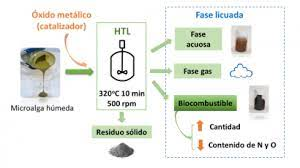 Óxido metálico
(catalizador)
HTL
320ºC 10 min
500 rpm
Microalga húmeda
Residuo sólido
Fase licuada
Fase
acuosa
Fase gas
Biocombustible
Cantidad
Contenido de N y O